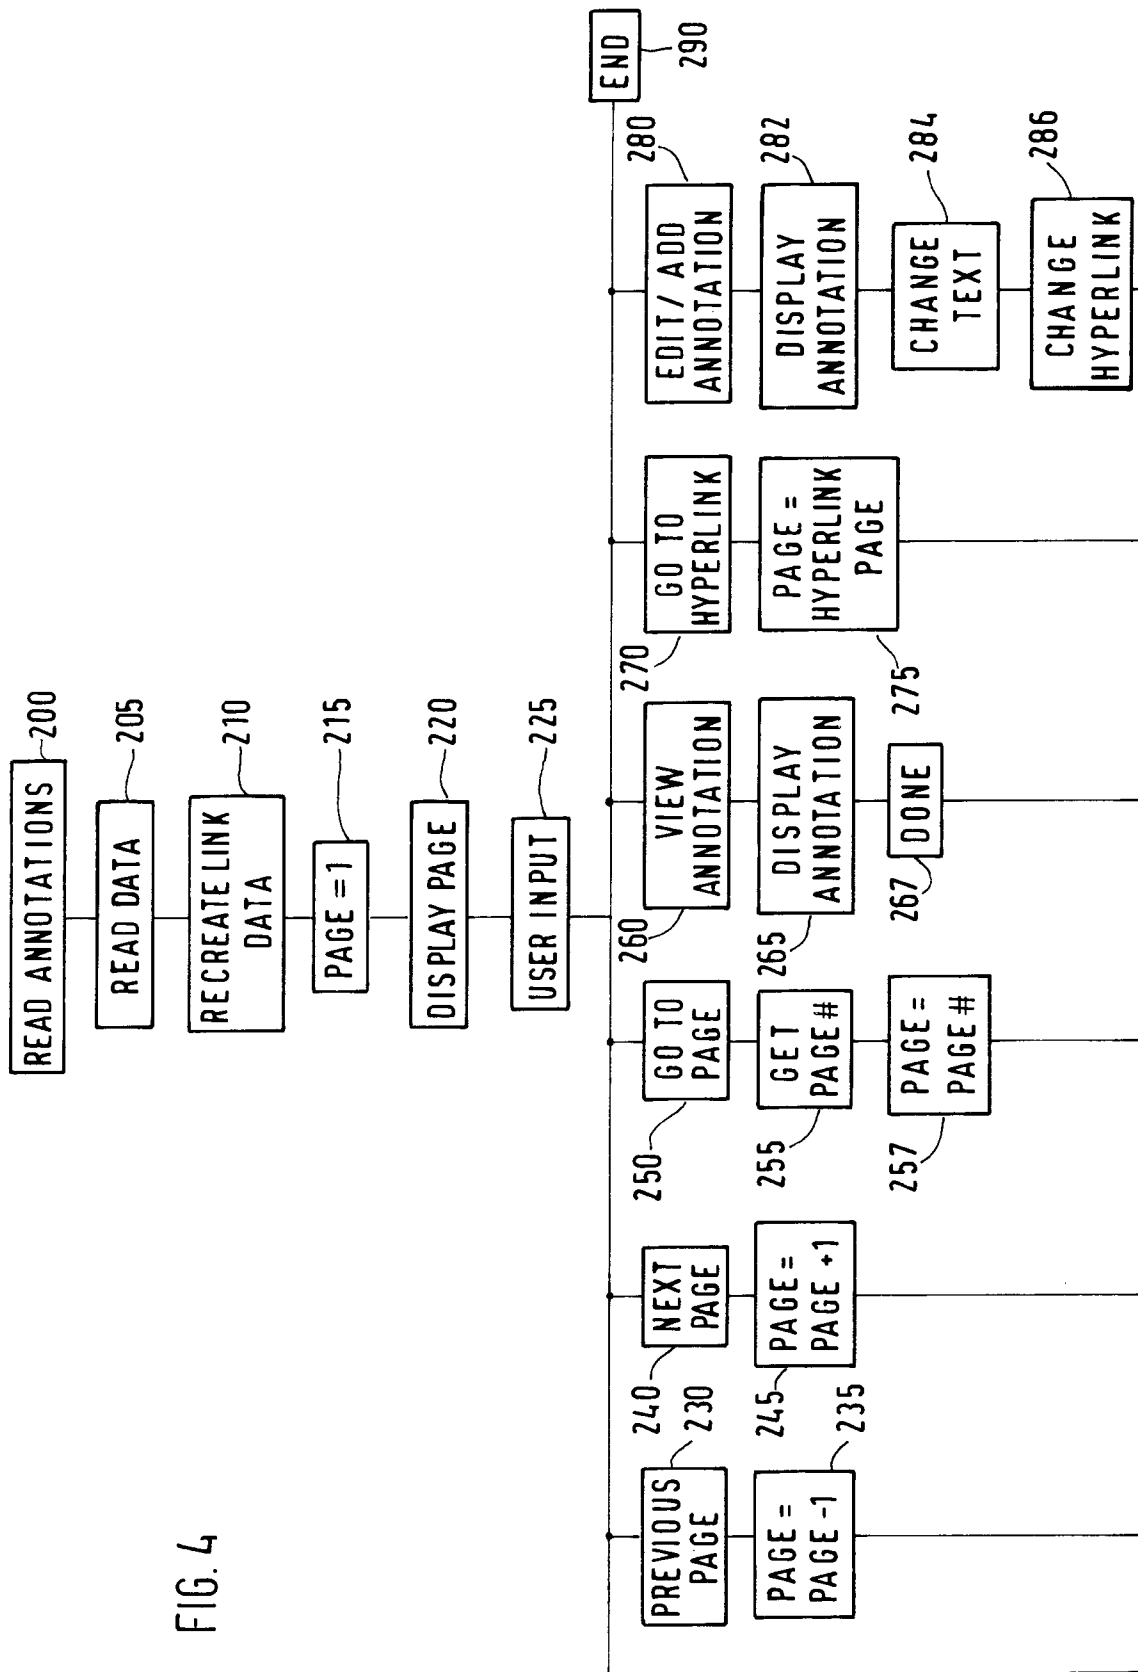 FIG. 4
READ ANNOTATIONS
200
READ DATA
205
RECREATE LINK
DATA
210
PAGE = 1
215
DISPLAY PAGE
220
USER INPUT
225
PREVIOUS
PAGE
230
PAGE =
PAGE -1
235
NEXT
PAGE
240
PAGE =
PAGE +1
245
GO TO
PAGE
250
GET
PAGE #
255
PAGE =
PAGE #
257
VIEW
ANNOTATION
260
DISPLAY
ANNOTATION
265
DONE
267
GO TO
HYPERLINK
270
PAGE =
HYPERLINK
PAGE
275
EDIT / ADD
ANNOTATION
280
DISPLAY
ANNOTATION
282
CHANGE
TEXT
284
CHANGE
HYPERLINK
286
END
290